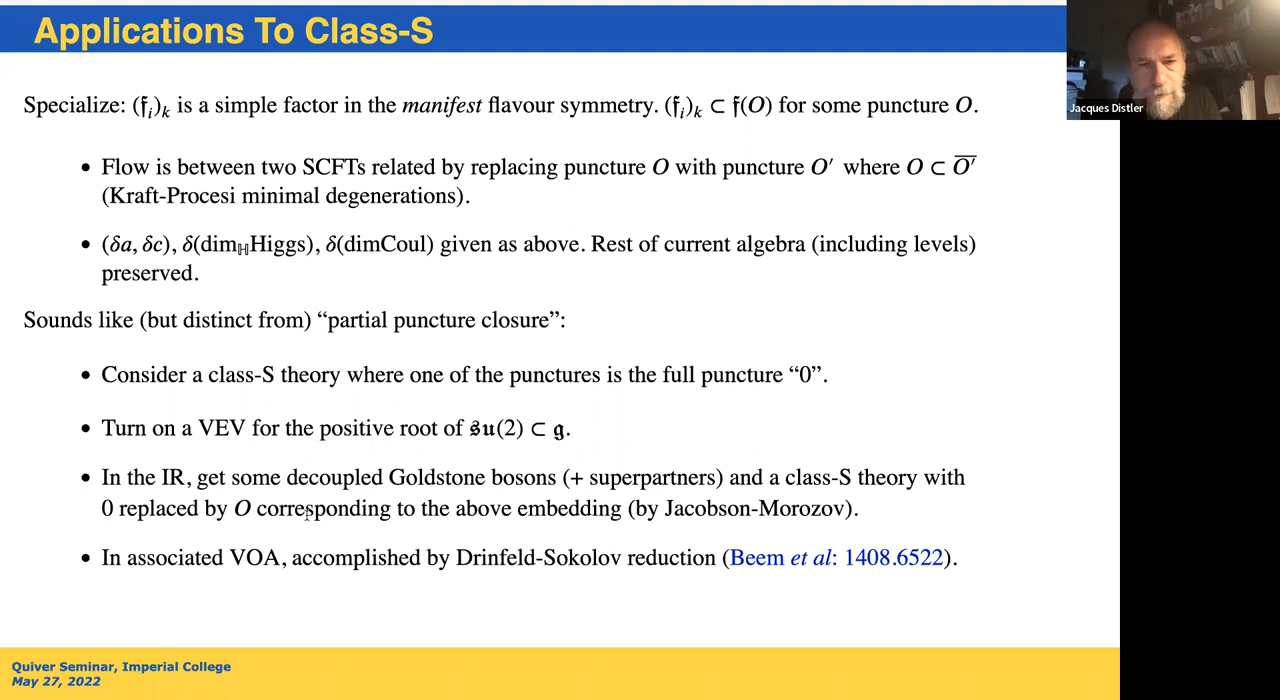 Applications To Class-S
Jacques Distler
Specialize: (𝔣ᵢ)ₖ is a simple factor in the manifest flavour symmetry. (𝔣ᵢ)ₖ ⊂ 𝔣(O) for some puncture O.
• Flow is between two SCFTs related by replacing puncture O with puncture O′ where O ⊂ O̅′
(Kraft-Procesi minimal degenerations).
• (δa, δc), δ(dim_ℍHiggs), δ(dimCoul) given as above. Rest of current algebra (including levels)
preserved.
Sounds like (but distinct from) “partial puncture closure”:
• Consider a class-S theory where one of the punctures is the full puncture “0”.
• Turn on a VEV for the positive root of 𝔰𝔲(2) ⊂ 𝔤.
• In the IR, get some decoupled Goldstone bosons (+ superpartners) and a class-S theory with
0 replaced by O corresponding to the above embedding (by Jacobson-Morozov).
• In associated VOA, accomplished by Drinfeld-Sokolov reduction (Beem et al: 1408.6522).
Quiver Seminar, Imperial College
May 27, 2022